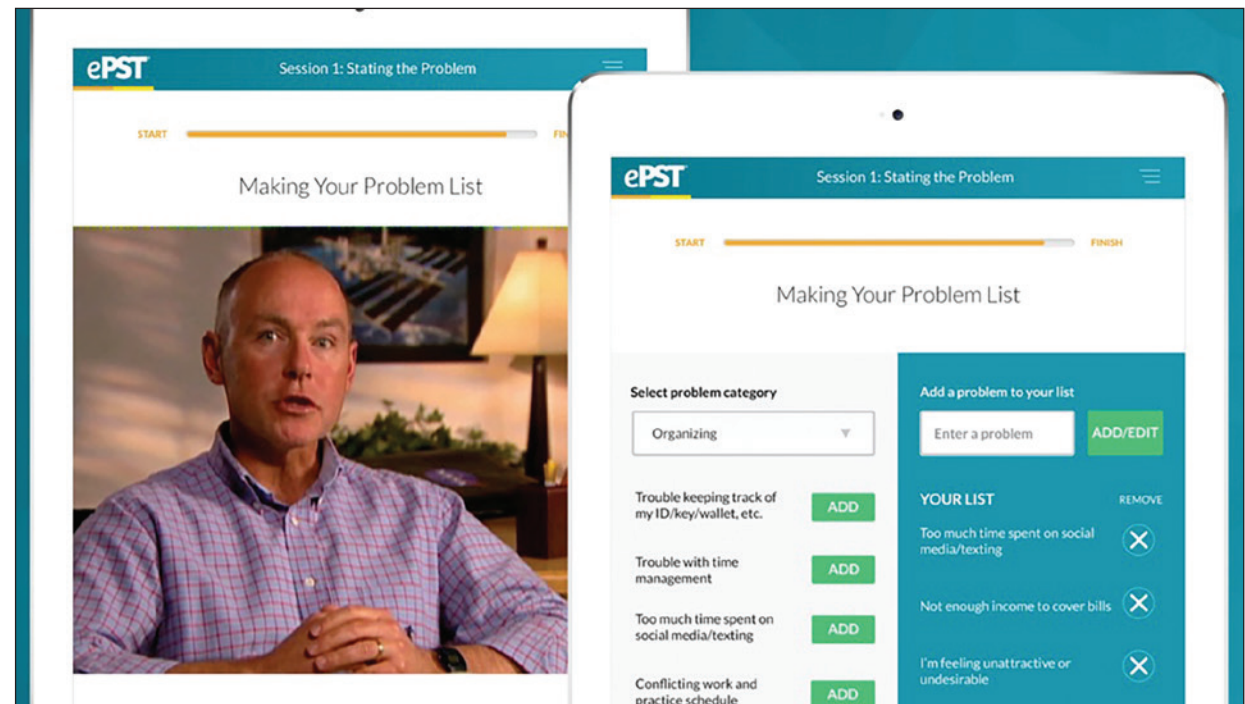 ePST
Session 1: Stating the Problem
START
Making Your Problem List
ePST
Session 1: Stating the Problem
START
FINISH
Making Your Problem List
Select problem category
Organizing
Trouble keeping track of
my ID/key/wallet, etc.
ADD
Trouble with time
management
ADD
Too much time spent on
social media/texting
ADD
Conflicting work and
practice schedule
ADD
Add a problem to your list
Enter a problem
ADD/EDIT
YOUR LIST
REMOVE
Too much time spent on social
media/texting
Not enough income to cover bills
I'm feeling unattractive or
undesirable